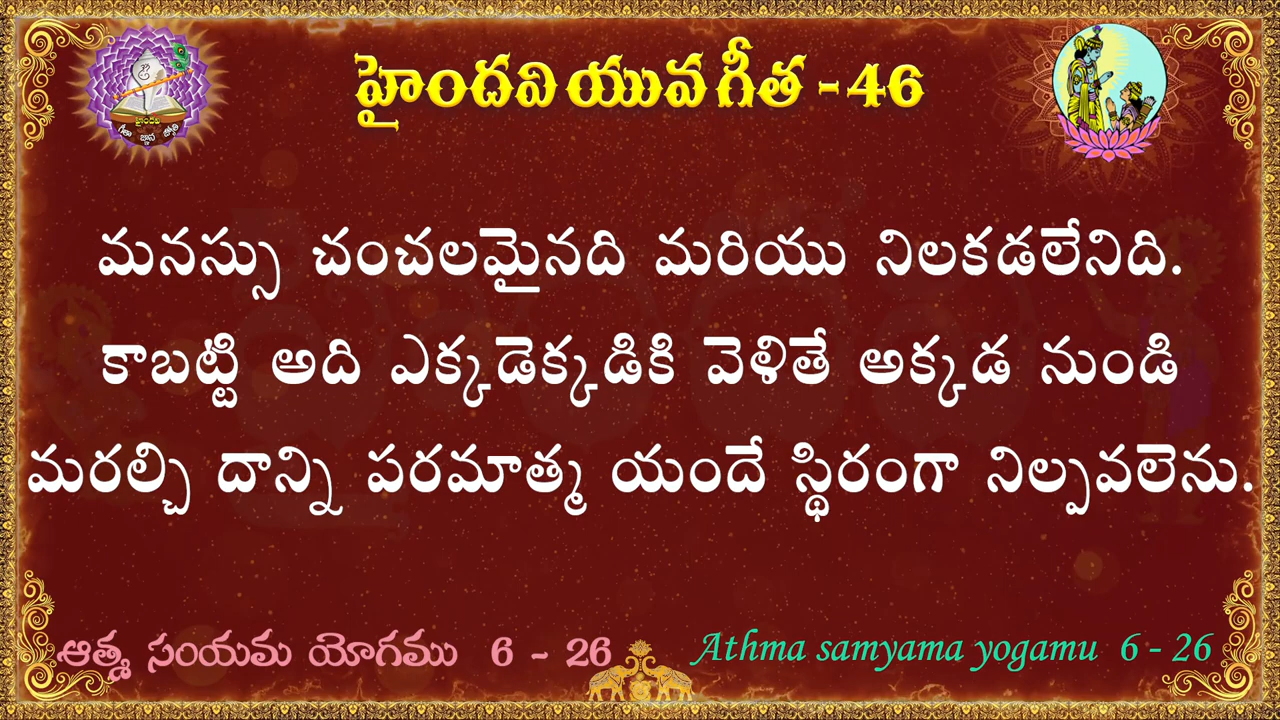 హైందవి యువ గీత - 46
హైందవి
గీతా జ్ఞాన
మనస్సు చంచలమైనది మరియు నిలకడలేనిది.
కాబట్టి అది ఎక్కడెక్కడికి వెళితే అక్కడ నుండి
మరల్చి దాన్ని పరమాత్మ యందే స్థిరంగా నిల్పవలెను.
ఆత్మ సంయమ యోగము 6 - 26
Athma samyama yogamu 6 - 26